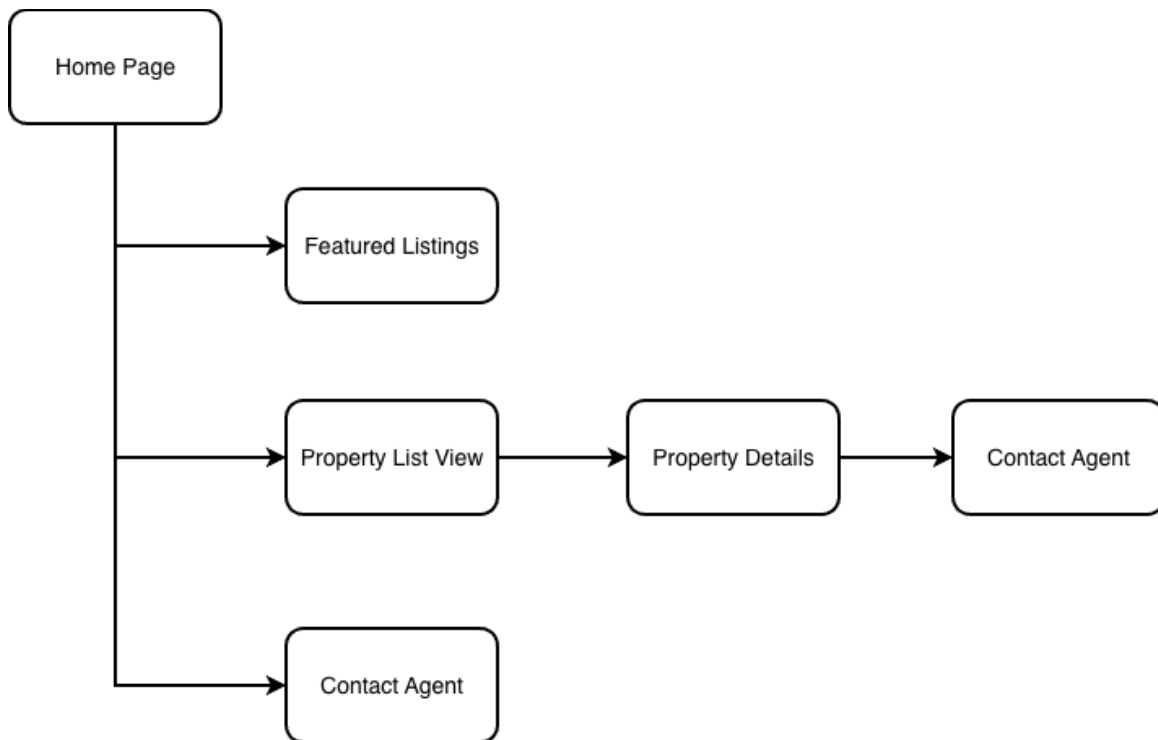 Home Page
Featured Listings
Property List View
Property Details
Contact Agent
Contact Agent